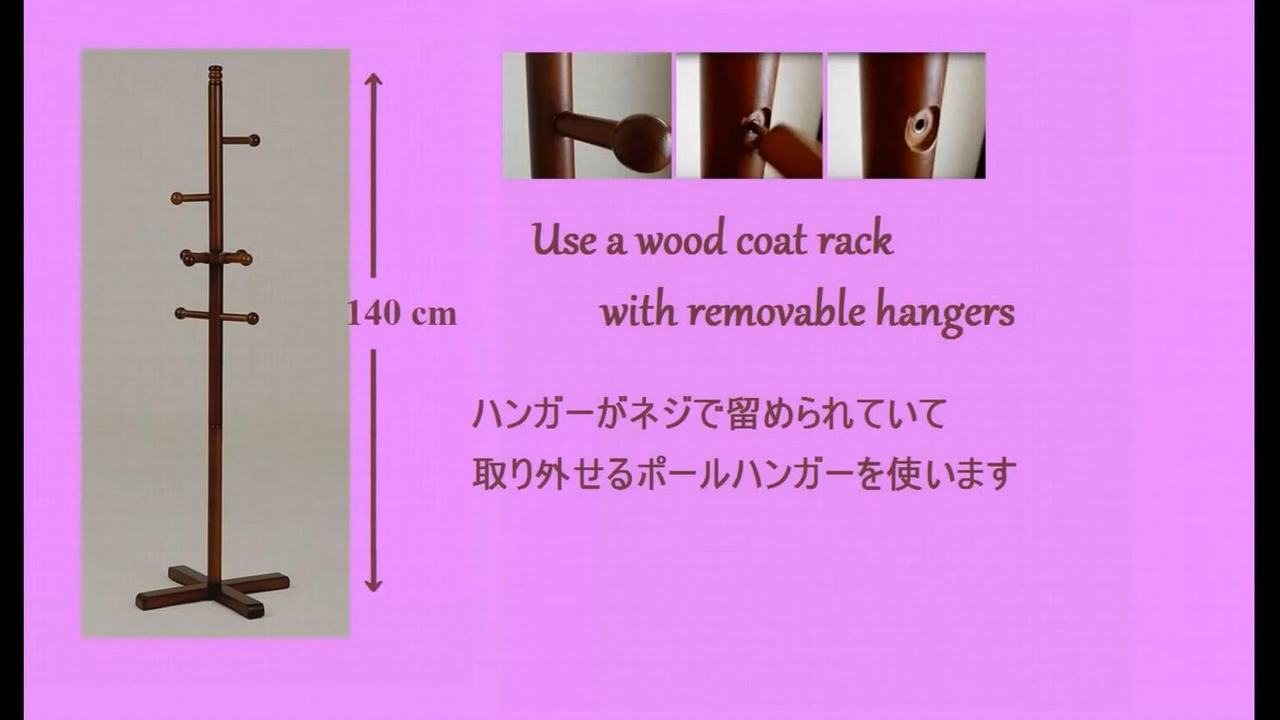 140 cm
Use a wood coat rack
with removable hangers
ハンガーがネジで留められていて
取り外せるポールハンガーを使います